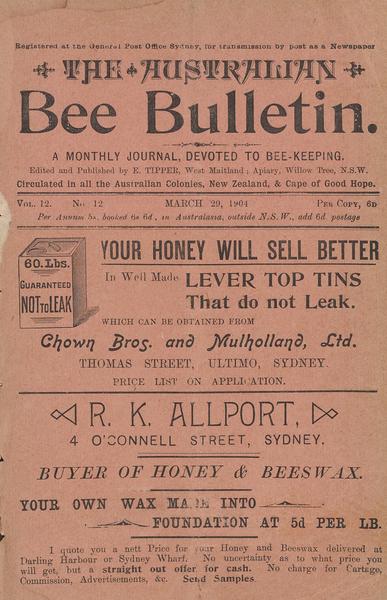 Registered at the General Post Office Sydney, for transmission by post as a Newspaper
THE AUSTRALIAN
Bee Bulletin.
A MONTHLY JOURNAL, DEVOTED TO BEE-KEEPING.
Edited and Published by E. TIPPER, West Maitland; Apiary, Willow Tree, N.S.W.
Circulated in all the Australian Colonies, New Zealand, & Cape of Good Hope.
VOL. 12. No. 12 MARCH 29, 1904 PER COPY, 6D
Per Annum 5s, booked 6s 6d, in Australasia, outside N.S.W., add 6d. postage
60. Lbs.
GUARANTEED
NOT TO LEAK
YOUR HONEY WILL SELL BETTER
In Well Made LEVER TOP TINS
That do not Leak.
WHICH CAN BE OBTAINED FROM
Chown Bros. and Mulholland, Ltd.
THOMAS STREET, ULTIMO, SYDNEY.
PRICE LIST ON APPLICATION.
R. K. ALLPORT,
4 O'CONNELL STREET, SYDNEY.
BUYER OF HONEY & BEESWAX.
YOUR OWN WAX MADE INTO
FOUNDATION AT 5d PER LB.
I quote you a nett Price for your Honey and Beeswax delivered at
Darling Harbour or Sydney Wharf. No uncertainty as to what price you
will get, but a straight out offer for cash. No charge for Cartage,
Commission, Advertisements, &c. Send Samples